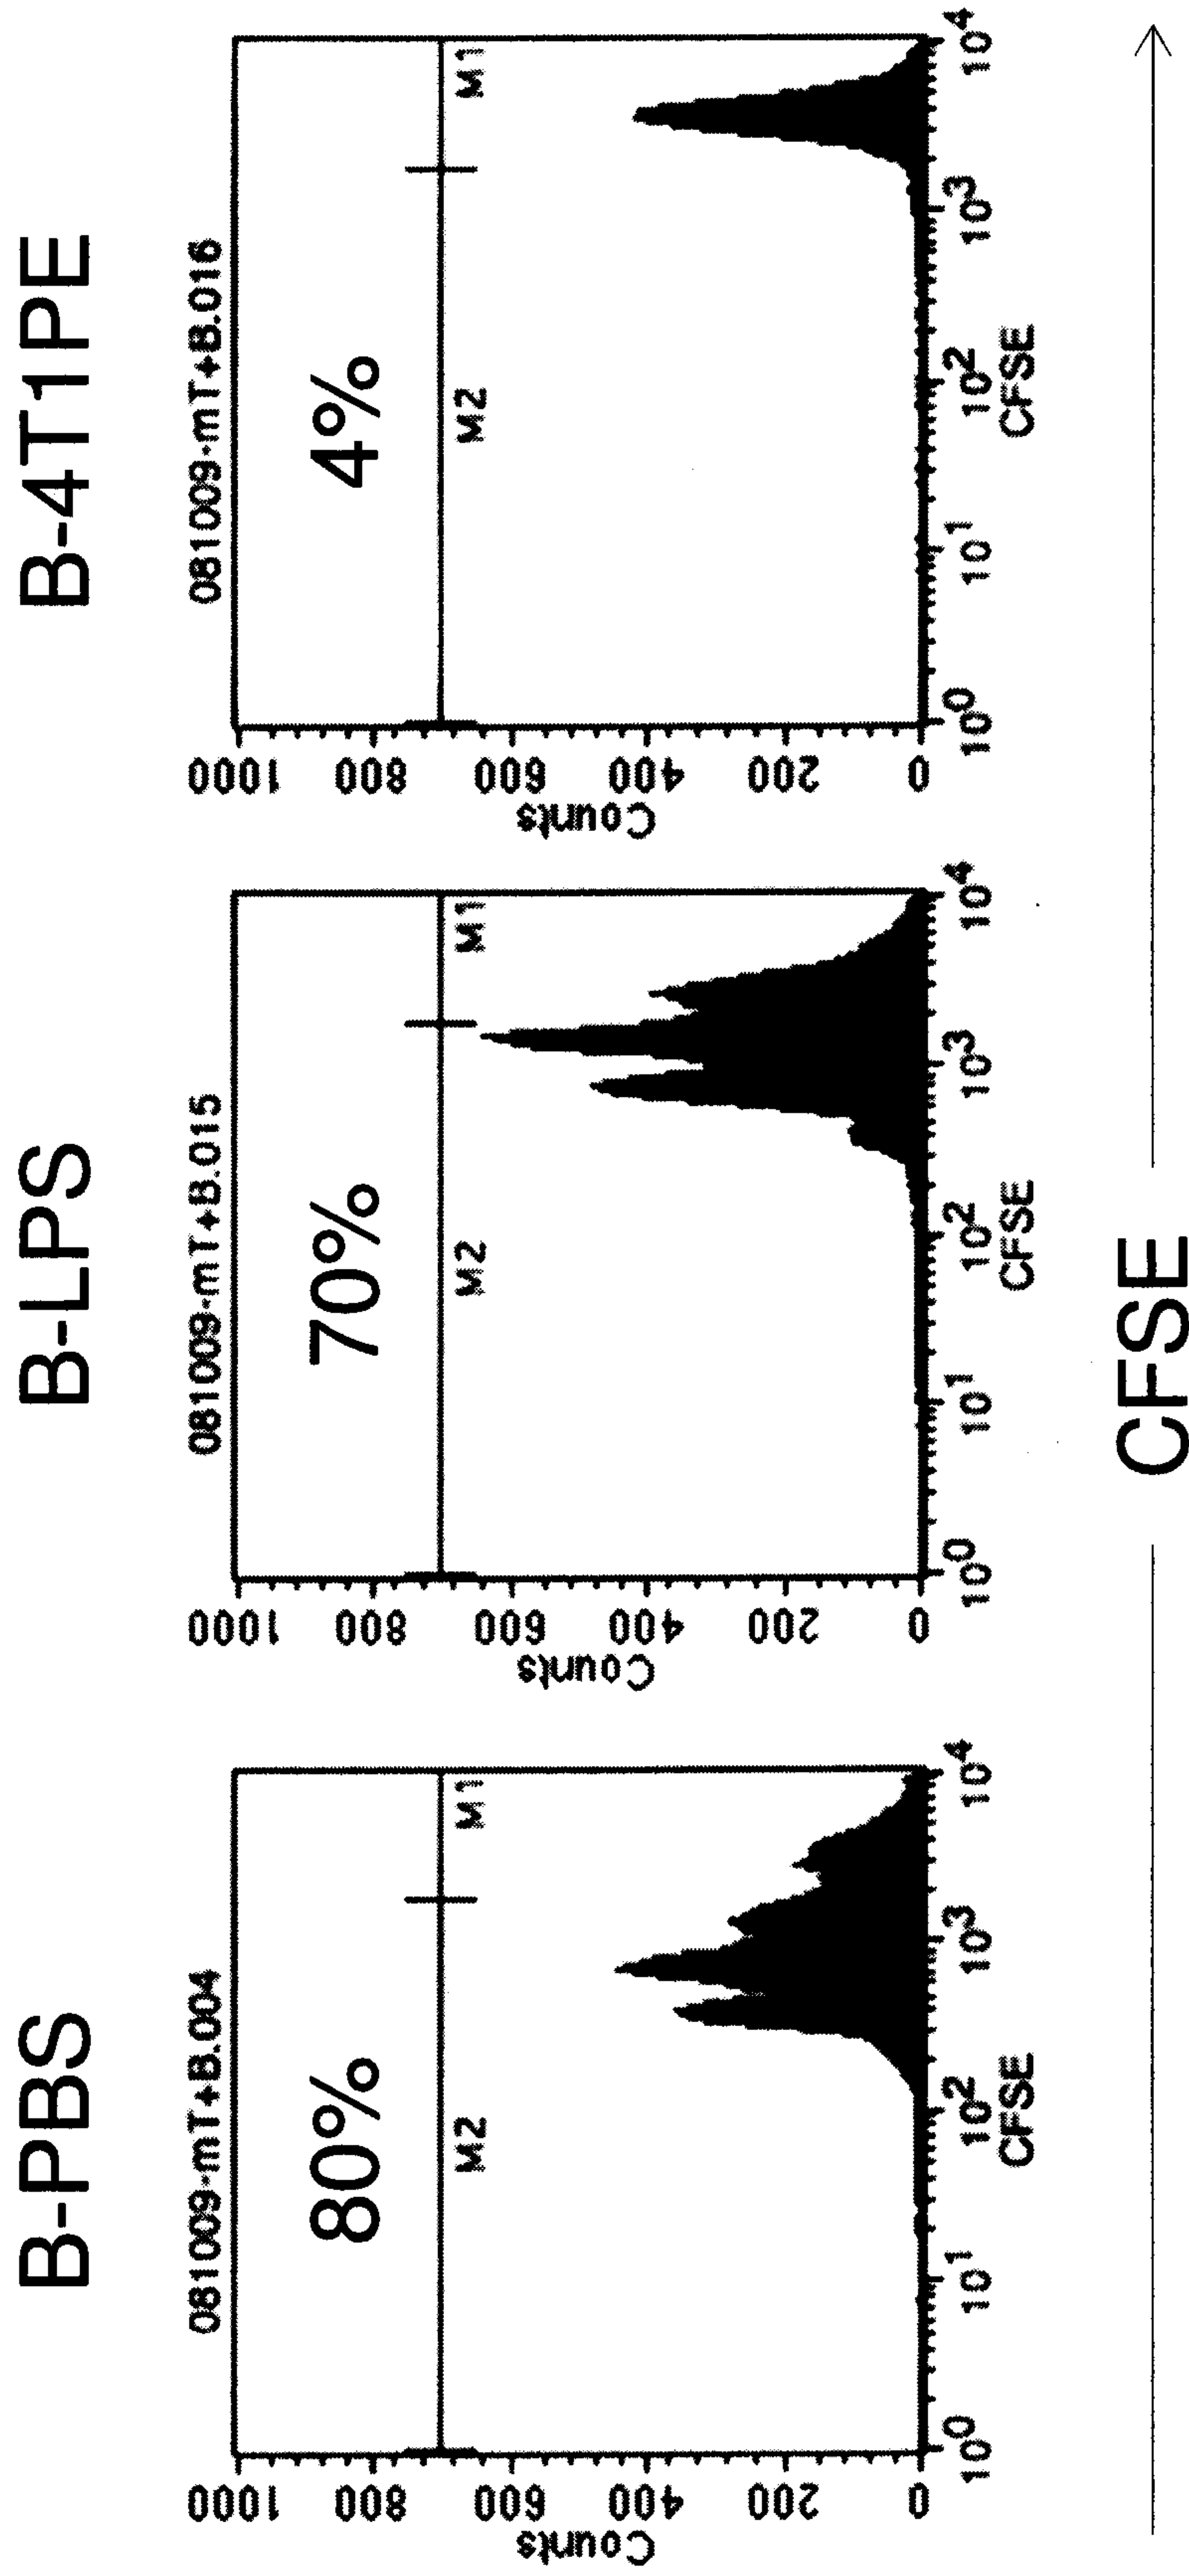 B-PBS
081009-mT+B.004
Counts
1000
800
600
400
200
0
80%
M2
M1
10^0
10^1
10^2
10^3
10^4
CFSE
B-LPS
081009-mT+B.015
Counts
1000
800
600
400
200
0
70%
M2
M1
10^0
10^1
10^2
10^3
10^4
CFSE
B-4T1PE
081009-mT+B.016
Counts
1000
800
600
400
200
0
4%
M2
M1
10^0
10^1
10^2
10^3
10^4
CFSE
CFSE